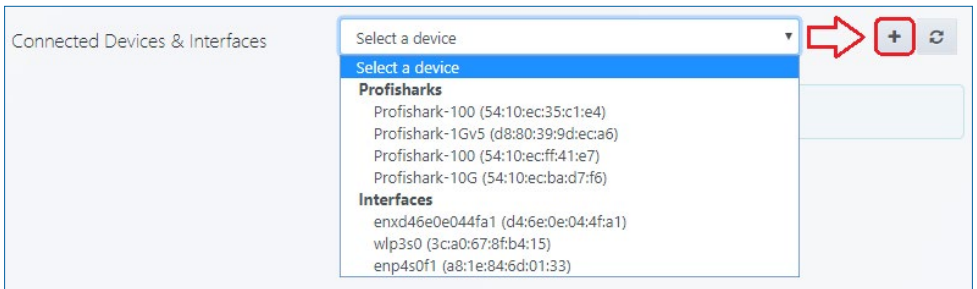 Connected Devices & Interfaces
Select a device
Select a device
Profisharks
Profishark-100 (54:10:ec:35:c1:e4)
Profishark-1Gv5 (d8:80:39:9d:ec:a6)
Profishark-100 (54:10:ec:ff:41:e7)
Profishark-10G (54:10:ec:ba:d7:f6)
Interfaces
enxd46e0e044fa1 (d4:6e:0e:04:4f:a1)
wlp3s0 (3c:a0:67:8f:b4:15)
enp4s0f1 (a8:1e:84:6d:01:33)